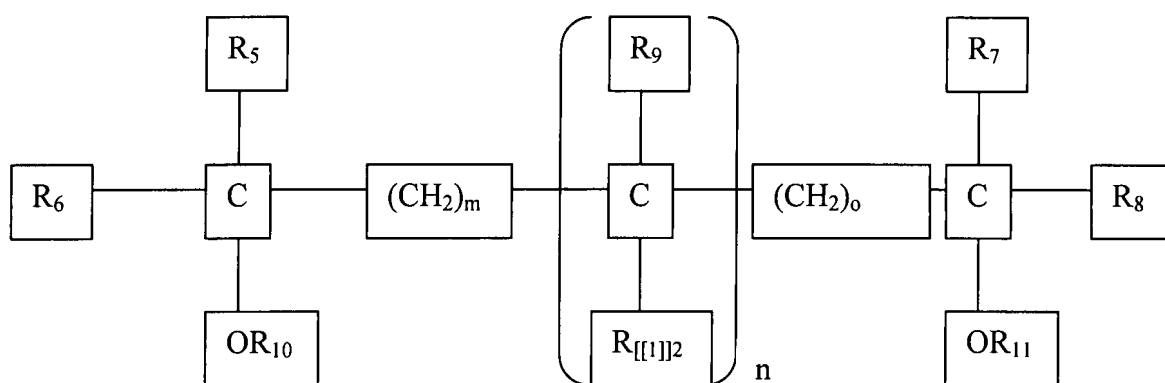 R₅ R₉ R₇
R₆ C (CH₂)ₘ C (CH₂)ₒ C R₈
OR₁₀ R[[1]]2 OR₁₁
n